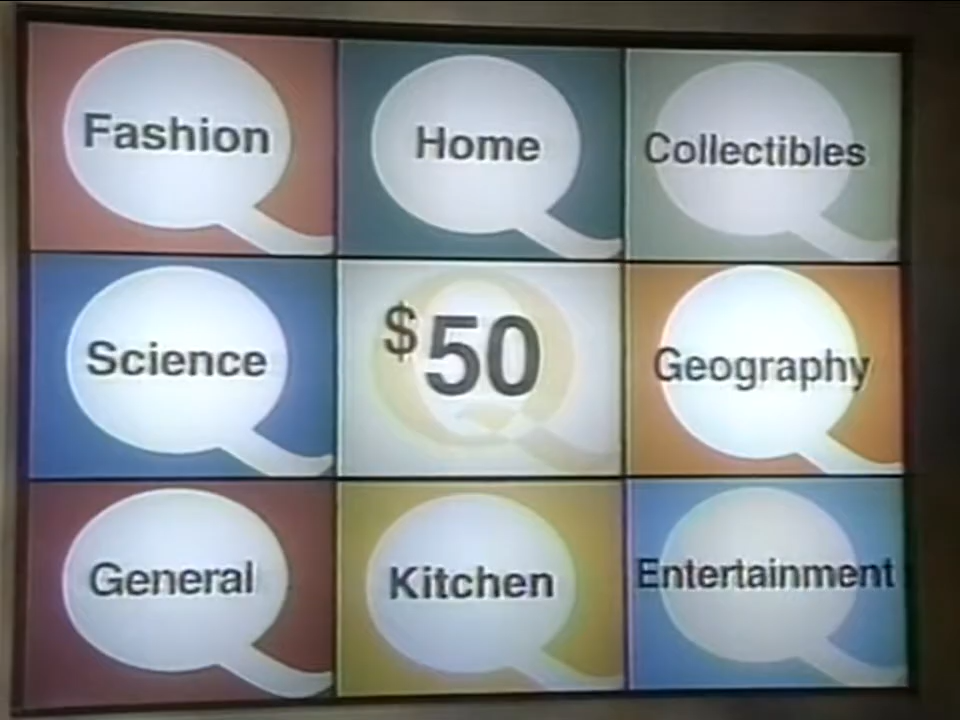 Fashion
Home
Collectibles
Science
$50
Geography
General
Kitchen
Entertainment